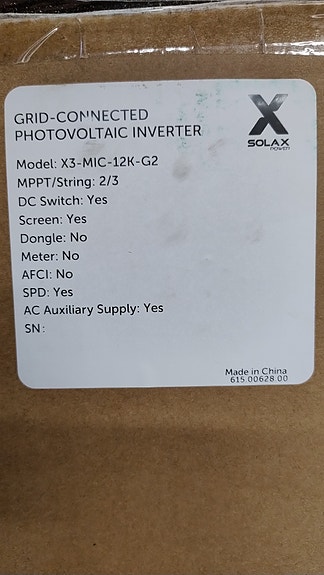 GRID-CONNECTED
PHOTOVOLTAIC INVERTER
X
SOLAX
POWER
Model: X3-MIC-12K-G2
MPPT/String: 2/3
DC Switch: Yes
Screen: Yes
Dongle: No
Meter: No
AFCI: No
SPD: Yes
AC Auxiliary Supply: Yes
SN:
Made in China
615.00628.00